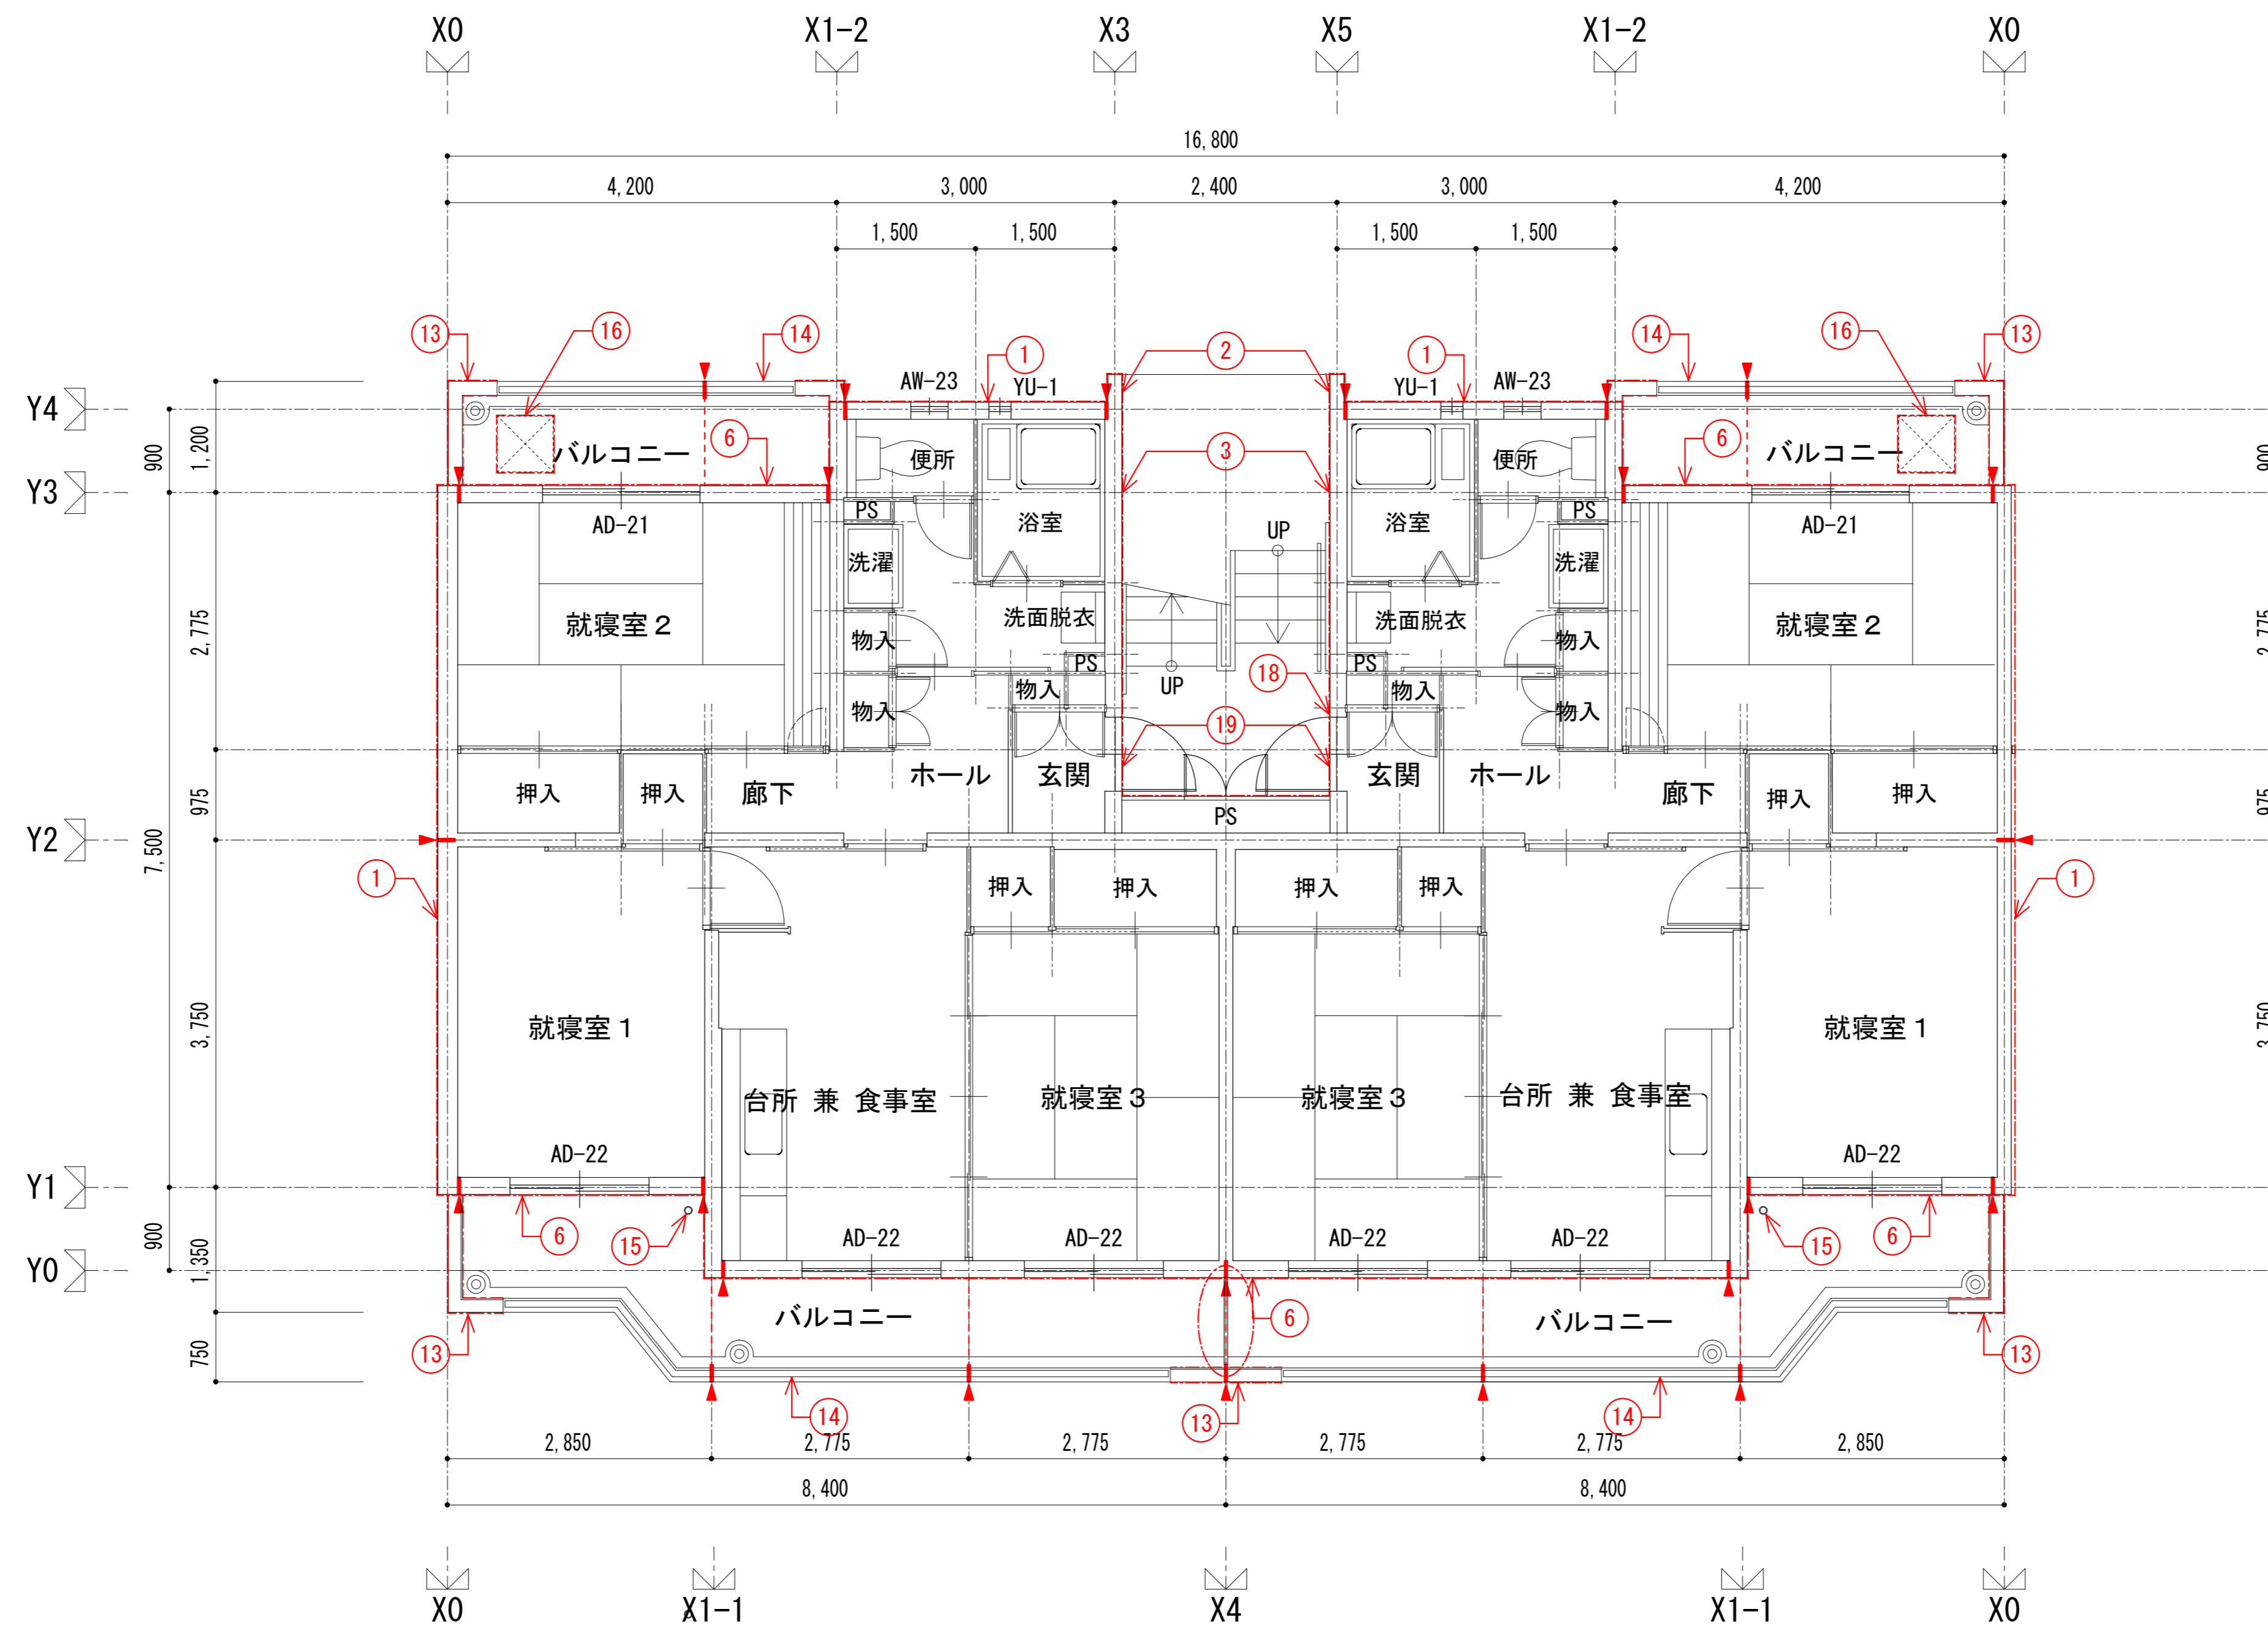 X0 X1-2 X3 X5 X1-2 X0
16,800
4,200 3,000 2,400 3,000 4,200
1,500 1,500 1,500 1,500
13 16 14 1 2 1 14 16 13
AW-23 YU-1 YU-1 AW-23
Y4
900 1,200 バルコニー 6 便所 3 便所 6 バルコニー 900
Y3
AD-21 PS 浴室 UP 浴室 PS AD-21
洗濯 洗濯
2,775 就寝室2 洗面脱衣 洗面脱衣 就寝室2 2,775
物入 物入
PS 18 PS
物入 UP 物入
物入 19 物入
ホール 玄関 玄関 ホール
975 押入 押入 廊下 廊下 押入 押入 975
PS
Y2
7,500
1 押入 押入 押入 押入 1
3,750 就寝室1 就寝室1 3,750
台所 兼 食事室 就寝室3 就寝室3 台所 兼 食事室
AD-22 AD-22
Y1
900 6 15 AD-22 AD-22 AD-22 AD-22 15 6
Y0
1,350
バルコニー 6 バルコニー
750 13 13
14 13 14
2,850 2,775 2,775 2,775 2,775 2,850
8,400 8,400
X0 X1-1 X4 X1-1 X0